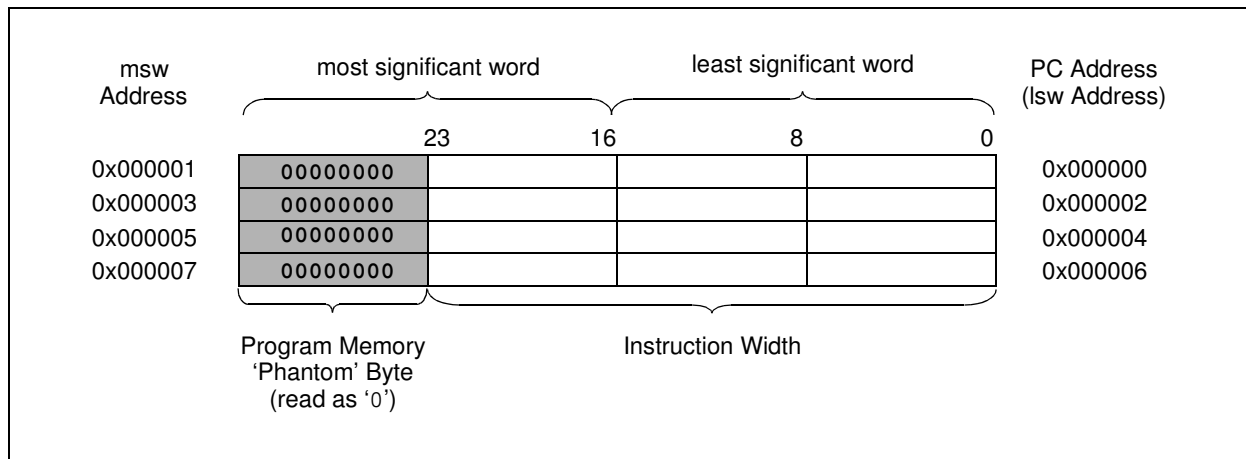 msw
Address
most significant word
least significant word
PC Address
(lsw Address)
23 16 8 0
0x000001 00000000 0x000000
0x000003 00000000 0x000002
0x000005 00000000 0x000004
0x000007 00000000 0x000006
Program Memory
‘Phantom’ Byte
(read as ‘0’)
Instruction Width